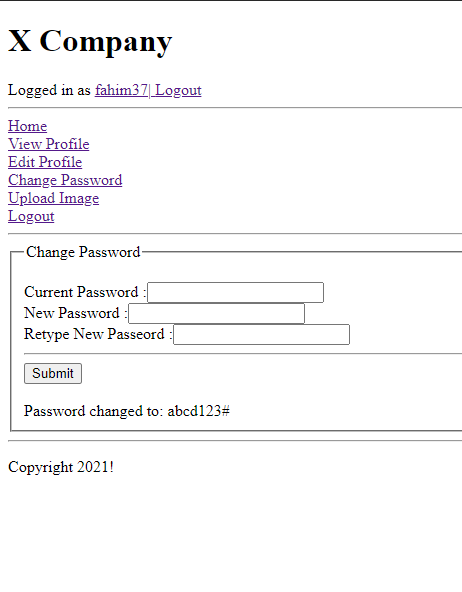 X Company
Logged in as fahim37| Logout
Home
View Profile
Edit Profile
Change Password
Upload Image
Logout
Change Password
Current Password :
New Password :
Retype New Passeord :
Submit
Password changed to: abcd123#
Copyright 2021!